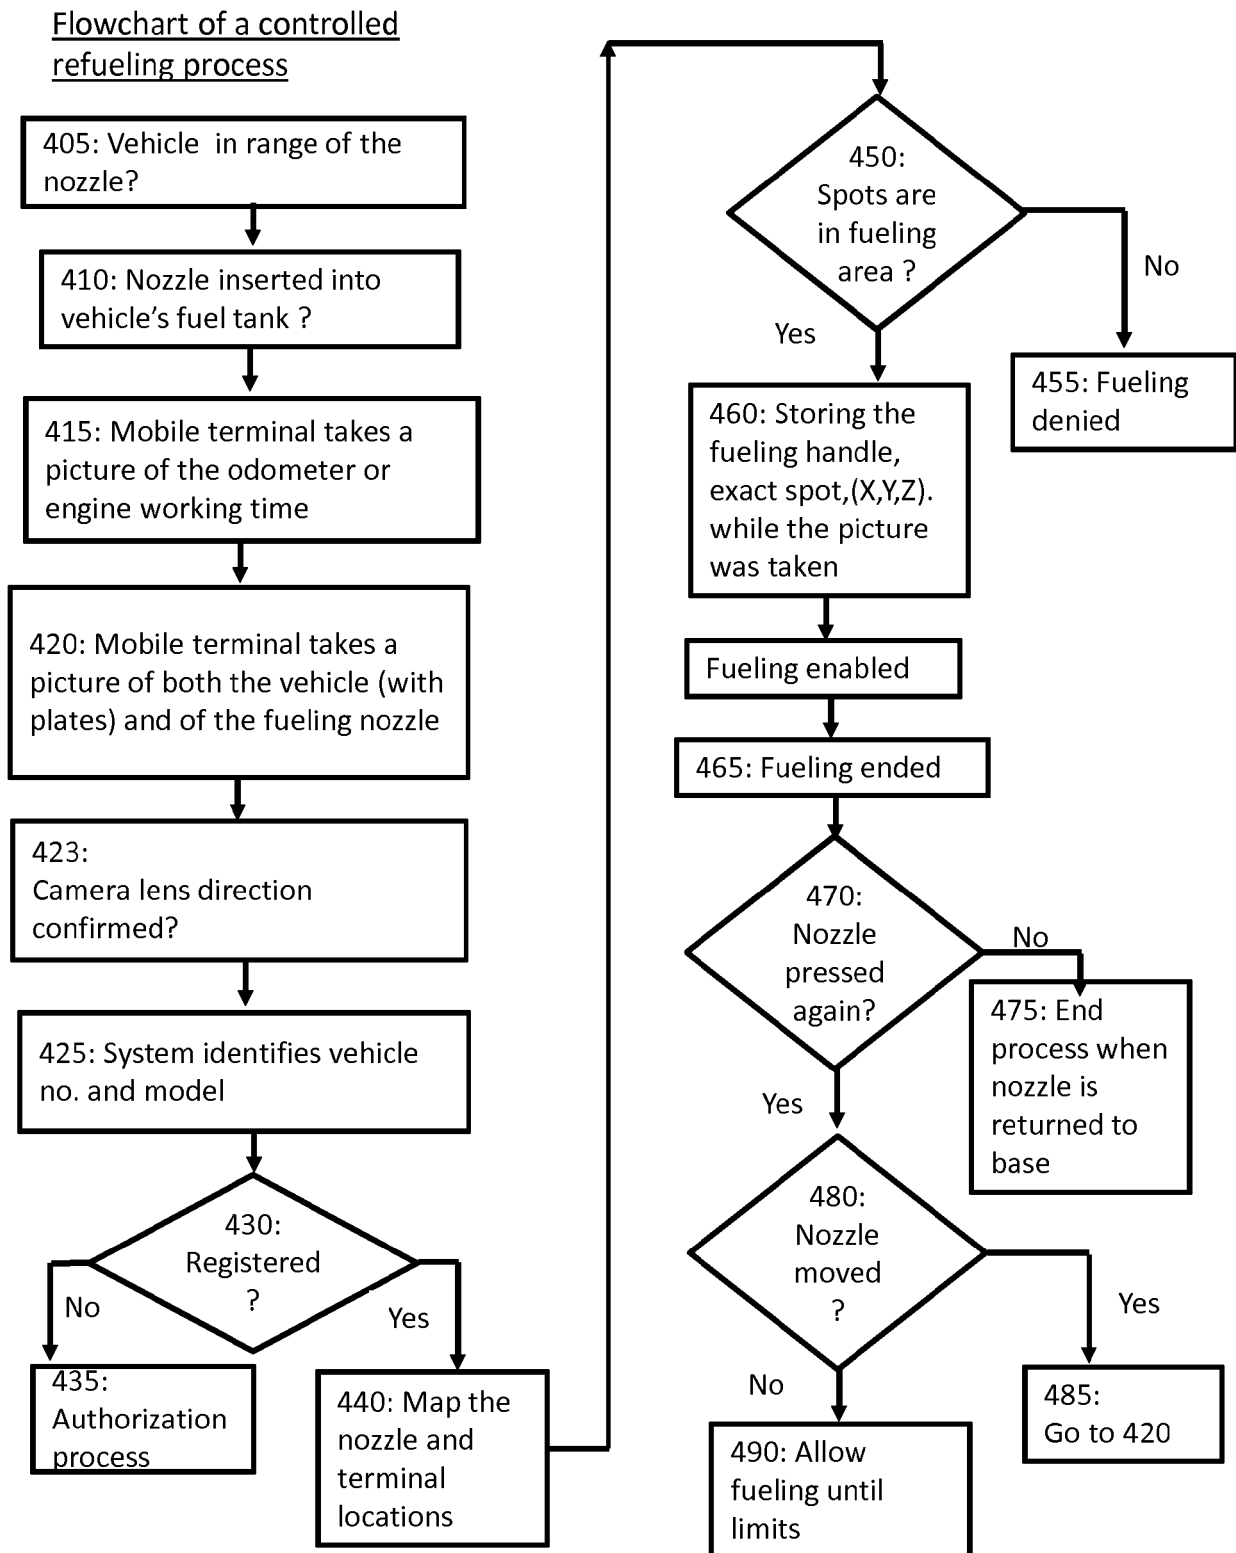 Flowchart of a controlled
refueling process
405: Vehicle in range of the
nozzle?
410: Nozzle inserted into
vehicle’s fuel tank ?
415: Mobile terminal takes a
picture of the odometer or
engine working time
420: Mobile terminal takes a
picture of both the vehicle (with
plates) and of the fueling nozzle
423:
Camera lens direction
confirmed?
425: System identifies vehicle
no. and model
430:
Registered
?
No
Yes
435:
Authorization
process
440: Map the
nozzle and
terminal
locations
450:
Spots are
in fueling
area ?
No
Yes
455: Fueling
denied
460: Storing the
fueling handle,
exact spot,(X,Y,Z).
while the picture
was taken
Fueling enabled
465: Fueling ended
470:
Nozzle
pressed
again?
No
Yes
475: End
process when
nozzle is
returned to
base
480:
Nozzle
moved
?
Yes
No
485:
Go to 420
490: Allow
fueling until
limits